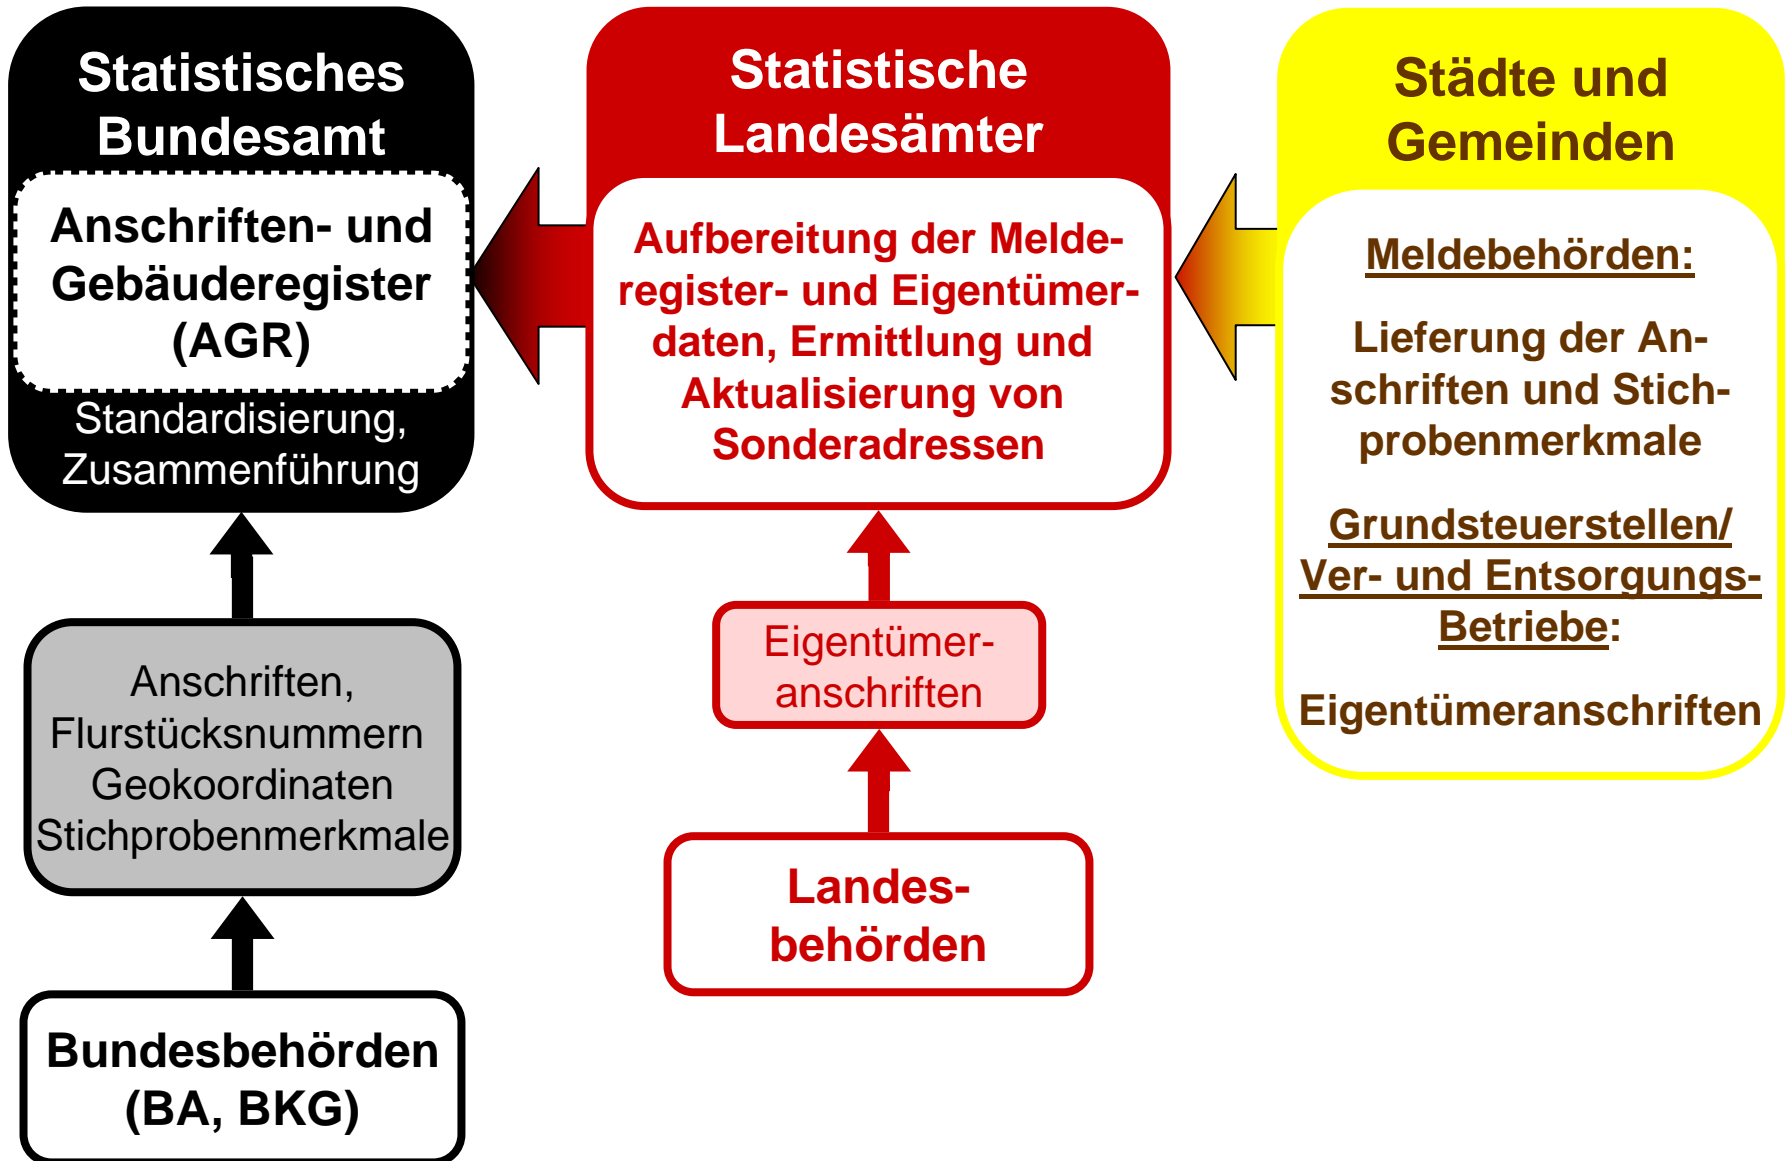 Statistisches
Bundesamt
Anschriften- und
Gebäuderegister
(AGR)
Standardisierung,
Zusammenführung
Anschriften,
Flurstücksnummern
Geokoordinaten
Stichprobenmerkmale
Bundesbehörden
(BA, BKG)
Statistische
Landesämter
Aufbereitung der Melde-
register- und Eigentümer-
daten, Ermittlung und
Aktualisierung von
Sonderadressen
Eigentümer-
anschriften
Landes-
behörden
Städte und
Gemeinden
Meldebehörden:
Lieferung der An-
schriften und Stich-
probenmerkmale
Grundsteuerstellen/
Ver- und Entsorgungs-
Betriebe:
Eigentümeranschriften